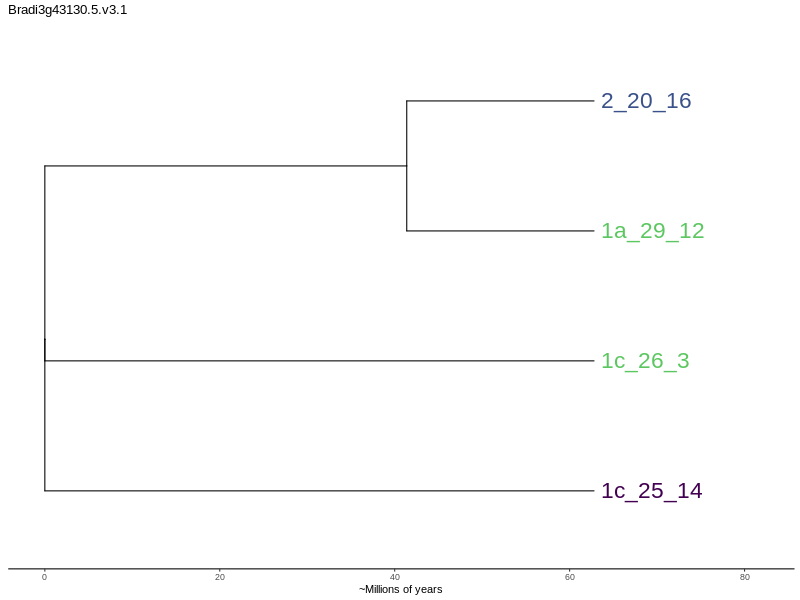 Bradi3g43130.5.v3.1
2_20_16
1a_29_12
1c_26_3
1c_25_14
0 20 40 60 80
~Millions of years